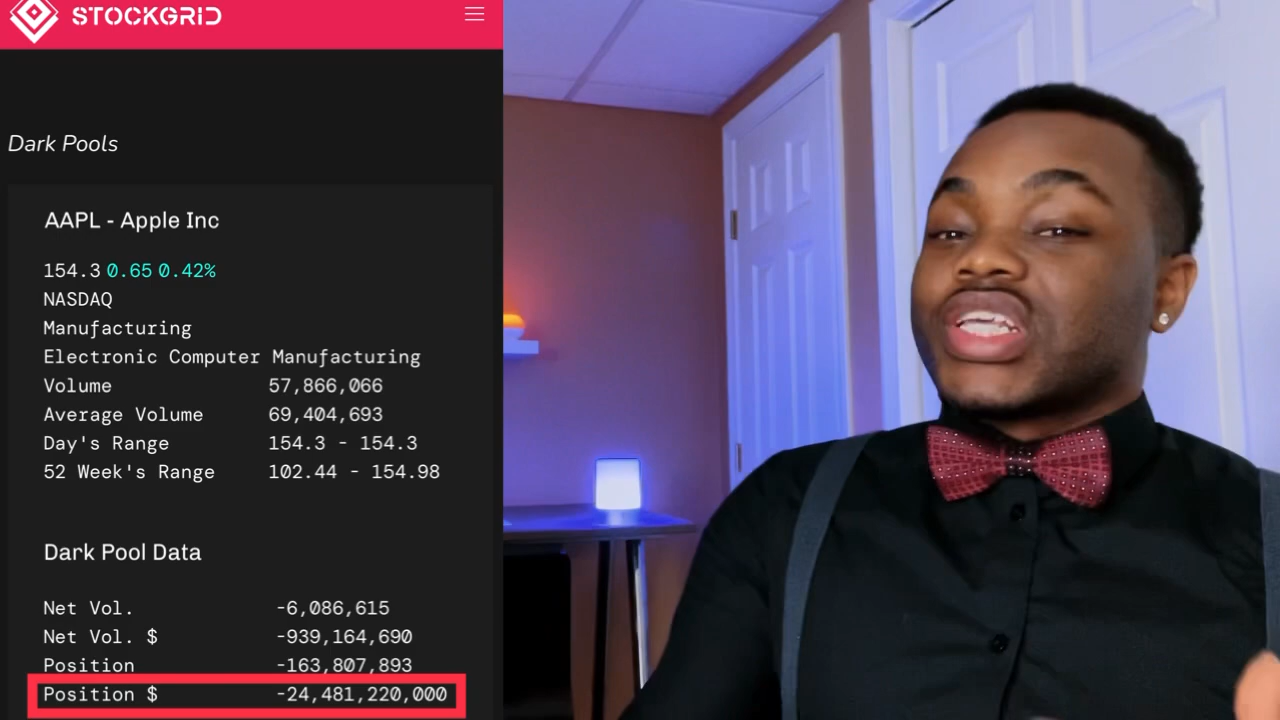 STOCKGRID
Dark Pools
AAPL - Apple Inc
154.3 0.65 0.42%
NASDAQ
Manufacturing
Electronic Computer Manufacturing
Volume 57,866,066
Average Volume 69,404,693
Day's Range 154.3 - 154.3
52 Week's Range 102.44 - 154.98
Dark Pool Data
Net Vol. -6,086,615
Net Vol. $ -939,164,690
Position -163,807,893
Position $ -24,481,220,000